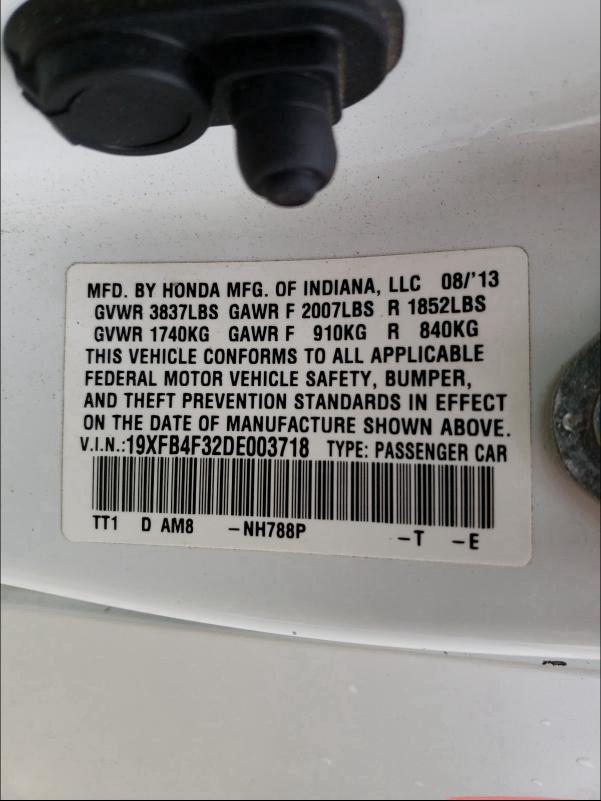 MFD. BY HONDA MFG. OF INDIANA, LLC 08/'13
GVWR 3837LBS GAWR F 2007LBS R 1852LBS
GVWR 1740KG GAWR F 910KG R 840KG
THIS VEHICLE CONFORMS TO ALL APPLICABLE
FEDERAL MOTOR VEHICLE SAFETY, BUMPER,
AND THEFT PREVENTION STANDARDS IN EFFECT
ON THE DATE OF MANUFACTURE SHOWN ABOVE.
V.I.N.:19XFB4F32DE003718 TYPE: PASSENGER CAR
TT1 D AM8 -NH788P -T -E